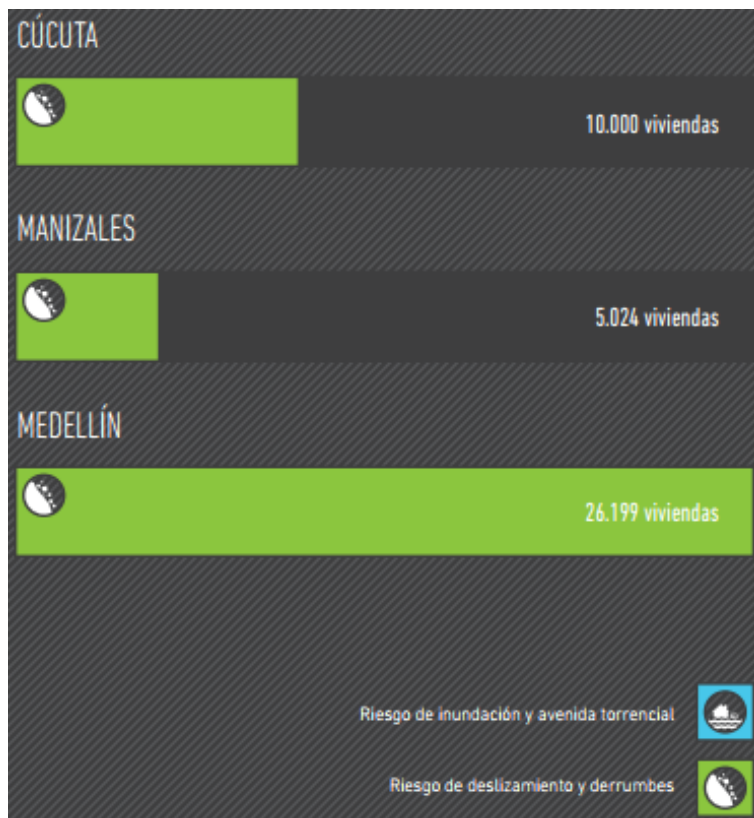 CÚCUTA
10.000 viviendas
MANIZALES
5.024 viviendas
MEDELLÍN
26.199 viviendas
Riesgo de inundación y avenida torrencial
Riesgo de deslizamiento y derrumbes